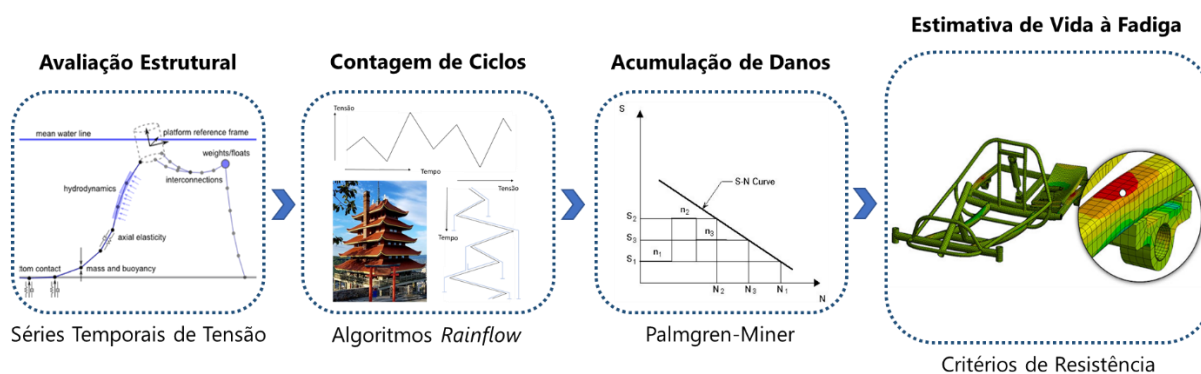 Avaliação Estrutural
mean water line
platform reference frame
weights/floats
hydrodynamics
interconnections
axial elasticity
tom contact
mass and buoyancy
Séries Temporais de Tensão
Contagem de Ciclos
Tensão
Tempo
Tensão
Tempo
Algoritmos Rainflow
Acumulação de Danos
S
S-N Curve
S₂
n₂
S₃
n₃
S₁
n₁
N₂
N₃
N₁
N
Palmgren-Miner
Estimativa de Vida à Fadiga
Critérios de Resistência